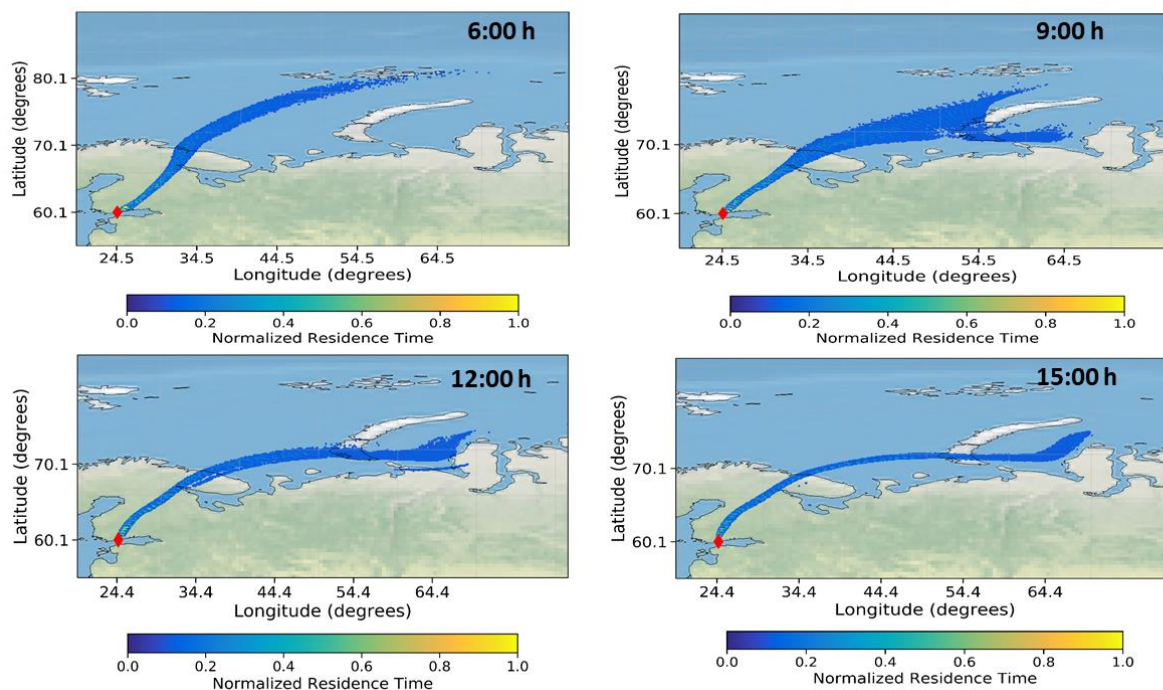 6:00 h
80.1
70.1
60.1
Latitude (degrees)
24.5 34.5 44.5 54.5 64.5
Longitude (degrees)
0.0 0.2 0.4 0.6 0.8 1.0
Normalized Residence Time
9:00 h
80.1
70.1
60.1
Latitude (degrees)
24.5 34.5 44.5 54.5 64.5
Longitude (degrees)
0.0 0.2 0.4 0.6 0.8 1.0
Normalized Residence Time
12:00 h
70.1
60.1
Latitude (degrees)
24.4 34.4 44.4 54.4 64.4
Longitude (degrees)
0.0 0.2 0.4 0.6 0.8 1.0
Normalized Residence Time
15:00 h
70.1
60.1
Latitude (degrees)
24.4 34.4 44.4 54.4 64.4
Longitude (degrees)
0.0 0.2 0.4 0.6 0.8 1.0
Normalized Residence Time